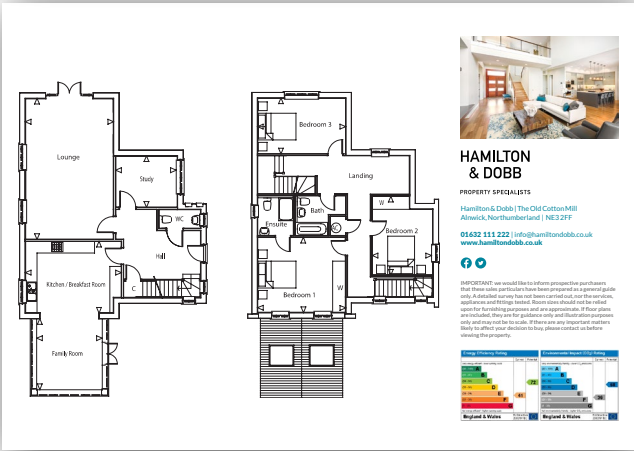 Lounge
Study
WC
Hall
Kitchen / Breakfast Room
C
Family Room
Bedroom 3
Landing
Bath
Ensuite
W
Bedroom 2
Bedroom 1
W
HAMILTON
& DOBB
PROPERTY SPECIALISTS
Hamilton & Dobb | The Old Cotton Mill
Alnwick, Northumberland | NE3 2FF
01632 111 222 | info@hamiltondobb.co.uk
www.hamiltondobb.co.uk
IMPORTANT: we would like to inform prospective purchasers
that these sales particulars have been prepared as a general guide
only. A detailed survey has not been carried out, nor the services,
appliances and fittings tested. Room sizes should not be relied
upon for furnishing purposes and are approximate. If floor plans
are included, they are for guidance only and illustration purposes
only and may not be to scale. If there are any important matters
likely to affect your decision to buy, please contact us before
viewing the property.
Energy Efficiency Rating
Environmental Impact (CO₂) Rating
A
B
C
D
E
F
G
England & Wales
England & Wales